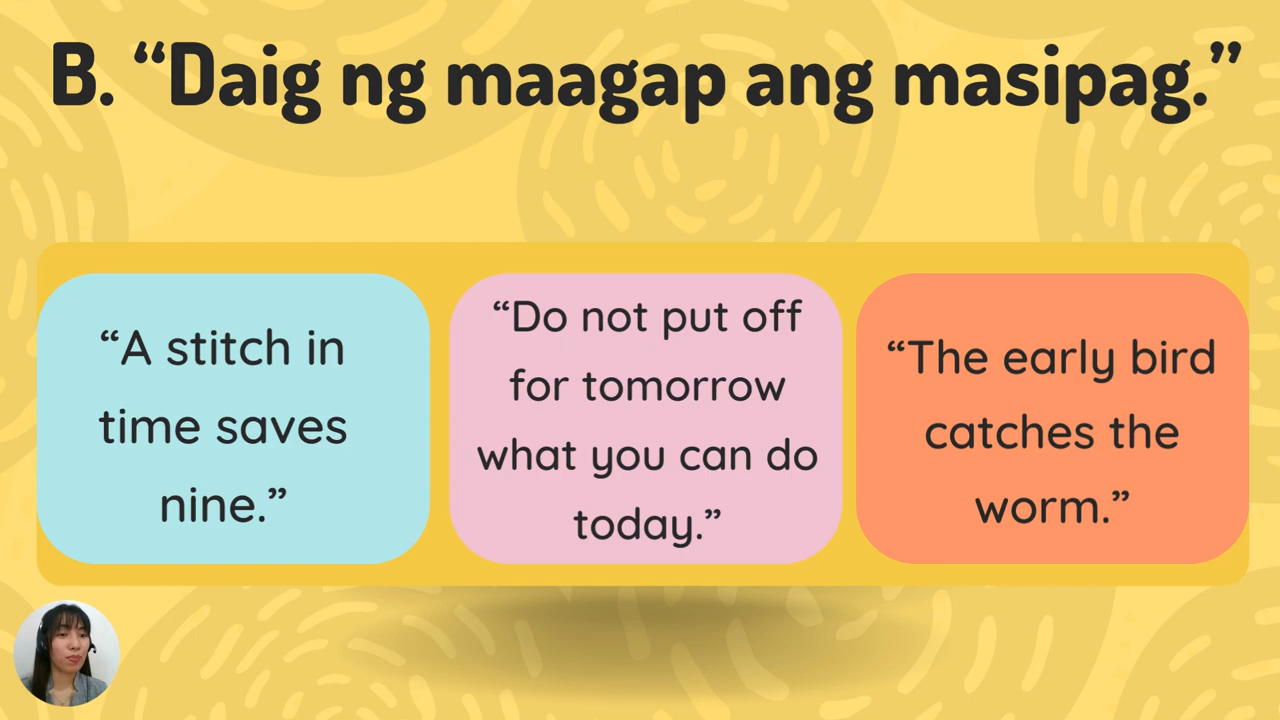 B. “Daig ng maagap ang masipag.”
“A stitch in
time saves
nine.”
“Do not put off
for tomorrow
what you can do
today.”
“The early bird
catches the
worm.”